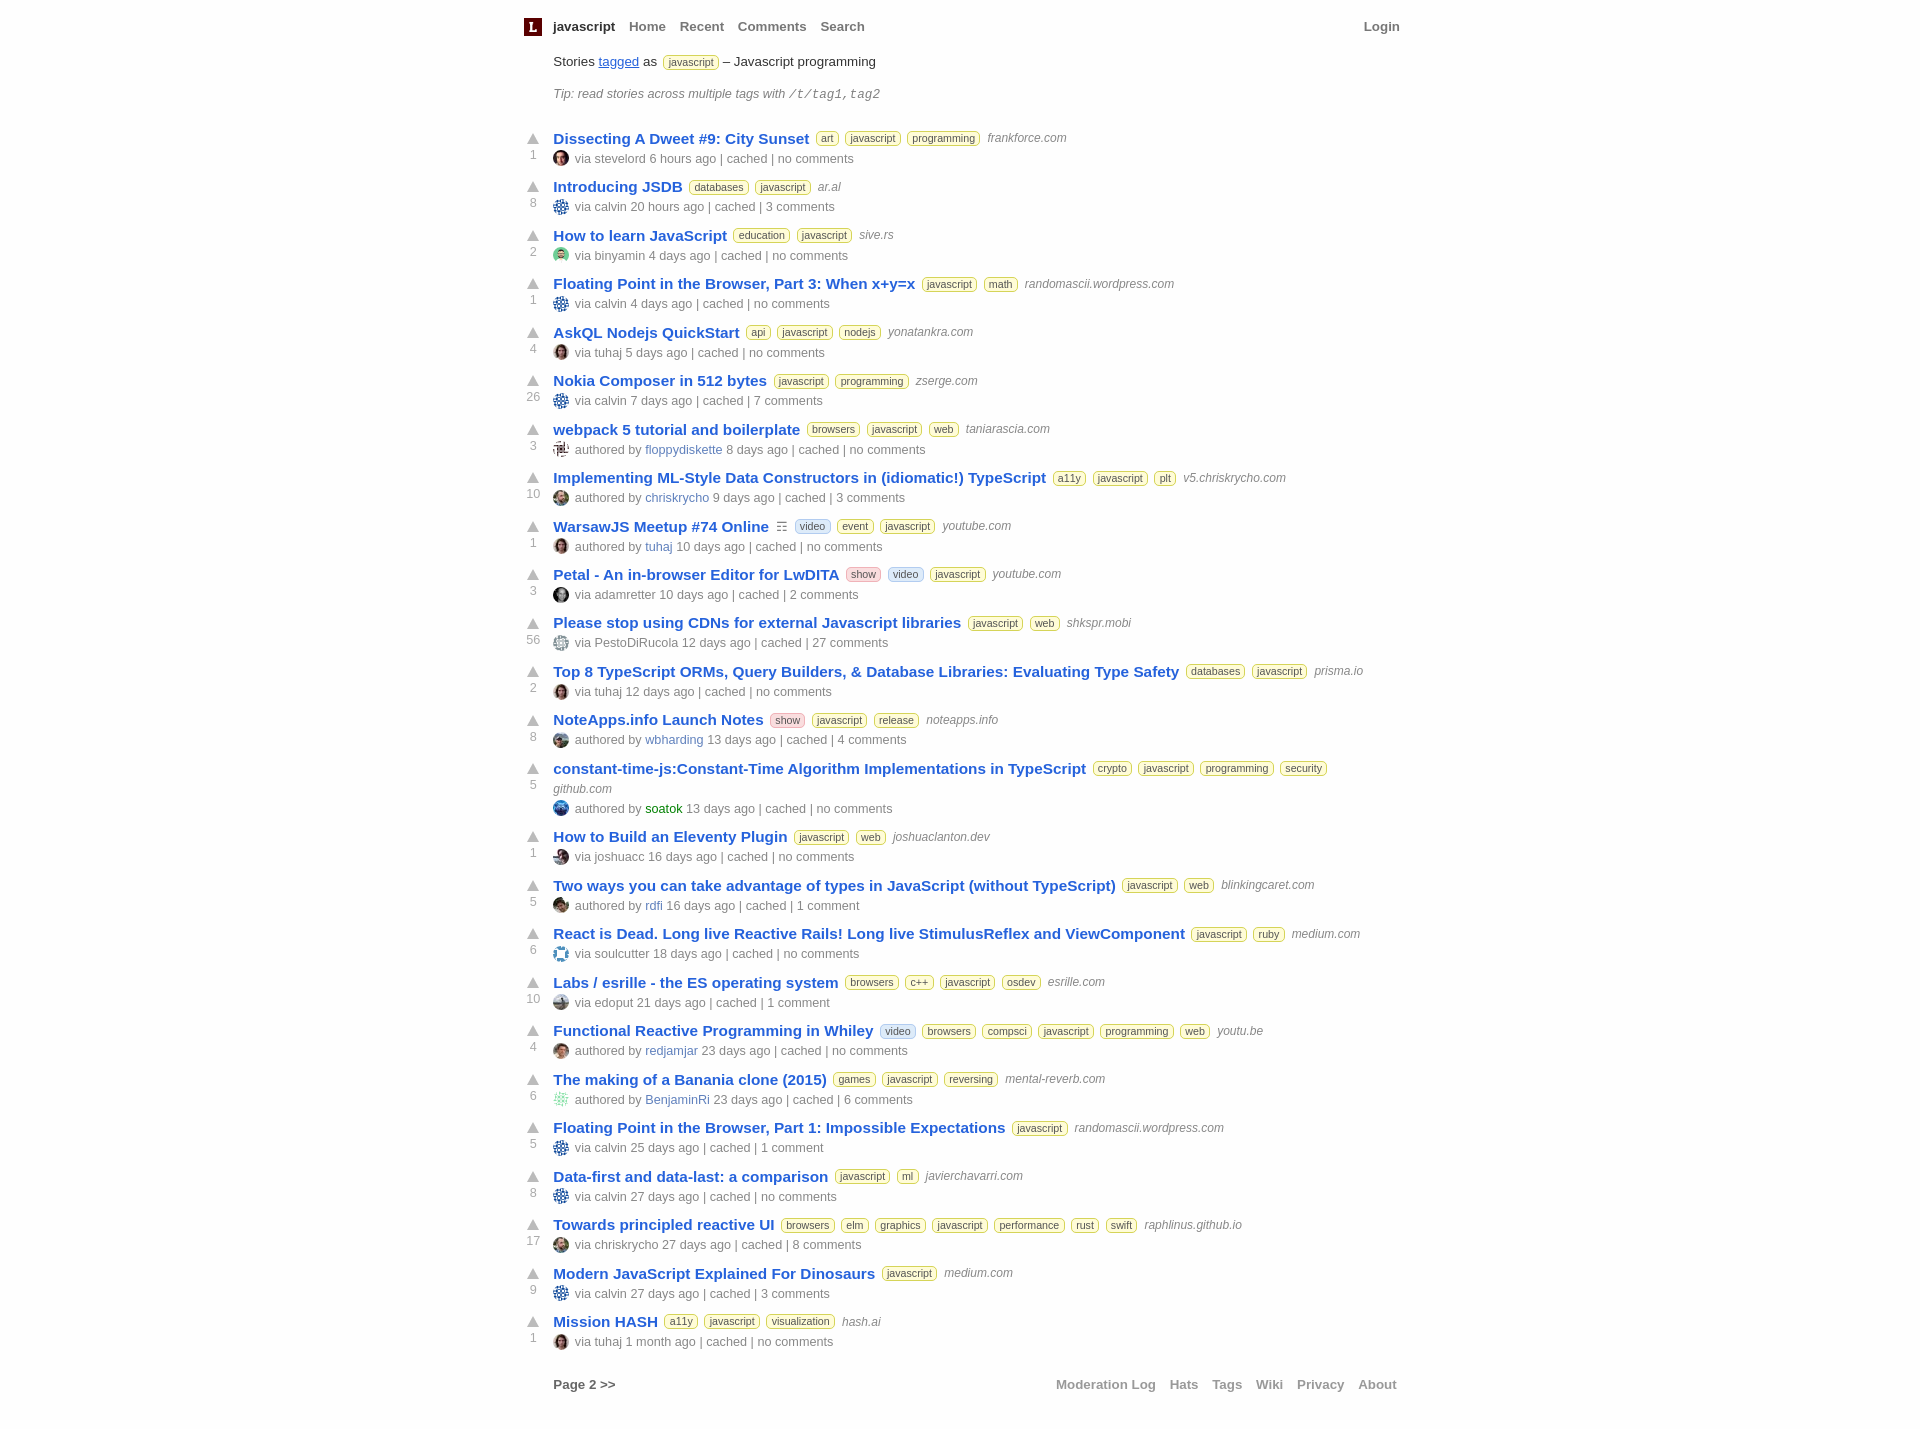 L javascript Home Recent Comments Search Login
Stories tagged as javascript – Javascript programming
Tip: read stories across multiple tags with /t/tag1,tag2
Dissecting A Dweet #9: City Sunset art javascript programming frankforce.com
1 via stevelord 6 hours ago | cached | no comments
Introducing JSDB databases javascript ar.al
8 via calvin 20 hours ago | cached | 3 comments
How to learn JavaScript education javascript sive.rs
2 via binyamin 4 days ago | cached | no comments
Floating Point in the Browser, Part 3: When x+y=x javascript math randomascii.wordpress.com
1 via calvin 4 days ago | cached | no comments
AskQL Nodejs QuickStart api javascript nodejs yonatankra.com
4 via tuhaj 5 days ago | cached | no comments
Nokia Composer in 512 bytes javascript programming zserge.com
26 via calvin 7 days ago | cached | 7 comments
webpack 5 tutorial and boilerplate browsers javascript web taniarascia.com
3 authored by floppydiskette 8 days ago | cached | no comments
Implementing ML-Style Data Constructors in (idiomatic!) TypeScript a11y javascript plt v5.chriskrycho.com
10 authored by chriskrycho 9 days ago | cached | 3 comments
WarsawJS Meetup #74 Online ☶ video event javascript youtube.com
1 authored by tuhaj 10 days ago | cached | no comments
Petal - An in-browser Editor for LwDITA show video javascript youtube.com
3 via adamretter 10 days ago | cached | 2 comments
Please stop using CDNs for external Javascript libraries javascript web shkspr.mobi
56 via PestoDiRucola 12 days ago | cached | 27 comments
Top 8 TypeScript ORMs, Query Builders, & Database Libraries: Evaluating Type Safety databases javascript prisma.io
2 via tuhaj 12 days ago | cached | no comments
NoteApps.info Launch Notes show javascript release noteapps.info
8 authored by wbharding 13 days ago | cached | 4 comments
constant-time-js:Constant-Time Algorithm Implementations in TypeScript crypto javascript programming security
5 github.com
authored by soatok 13 days ago | cached | no comments
How to Build an Eleventy Plugin javascript web joshuaclanton.dev
1 via joshuacc 16 days ago | cached | no comments
Two ways you can take advantage of types in JavaScript (without TypeScript) javascript web blinkingcaret.com
5 authored by rdfi 16 days ago | cached | 1 comment
React is Dead. Long live Reactive Rails! Long live StimulusReflex and ViewComponent javascript ruby medium.com
6 via soulcutter 18 days ago | cached | no comments
Labs / esrille - the ES operating system browsers c++ javascript osdev esrille.com
10 via edoput 21 days ago | cached | 1 comment
Functional Reactive Programming in Whiley video browsers compsci javascript programming web youtu.be
4 authored by redjamjar 23 days ago | cached | no comments
The making of a Banania clone (2015) games javascript reversing mental-reverb.com
6 authored by BenjaminRi 23 days ago | cached | 6 comments
Floating Point in the Browser, Part 1: Impossible Expectations javascript randomascii.wordpress.com
5 via calvin 25 days ago | cached | 1 comment
Data-first and data-last: a comparison javascript ml javierchavarri.com
8 via calvin 27 days ago | cached | no comments
Towards principled reactive UI browsers elm graphics javascript performance rust swift raphlinus.github.io
17 via chriskrycho 27 days ago | cached | 8 comments
Modern JavaScript Explained For Dinosaurs javascript medium.com
9 via calvin 27 days ago | cached | 3 comments
Mission HASH a11y javascript visualization hash.ai
1 via tuhaj 1 month ago | cached | no comments
Page 2 >> Moderation Log Hats Tags Wiki Privacy About